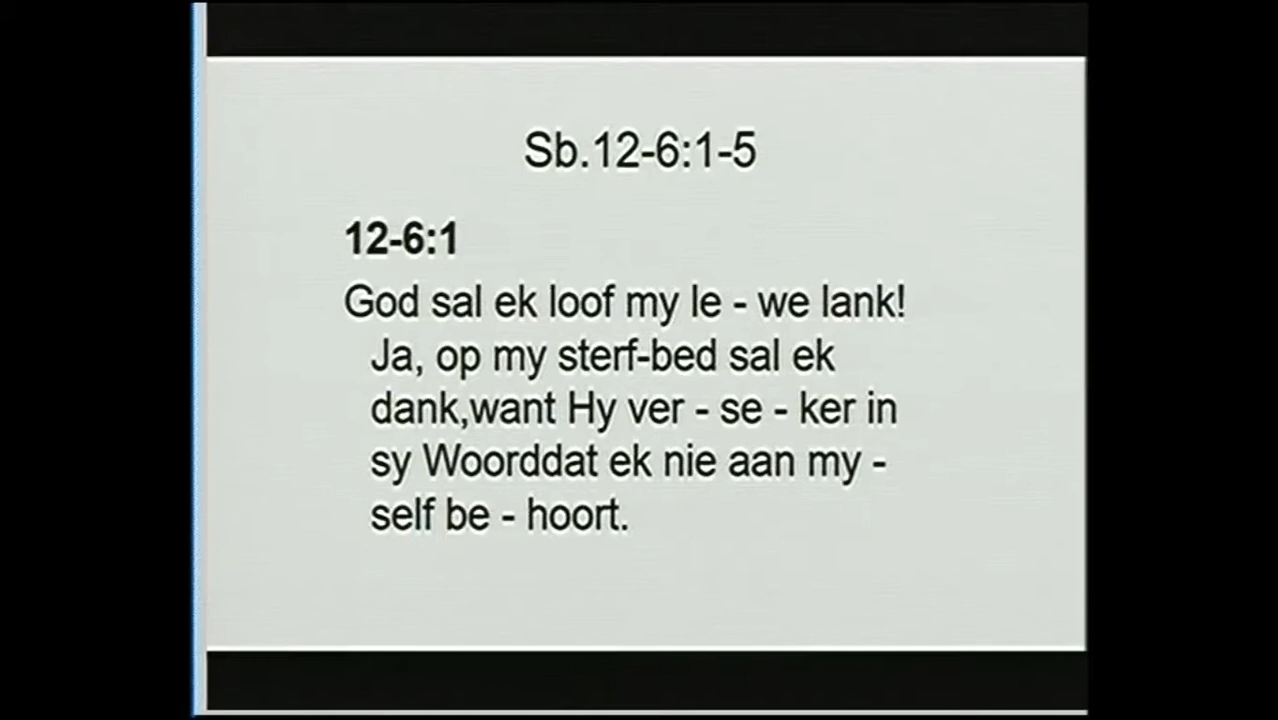 Sb.12-6:1-5
12-6:1
God sal ek loof my le - we lank!
Ja, op my sterf-bed sal ek
dank,want Hy ver - se - ker in
sy Woorddat ek nie aan my -
self be - hoort.